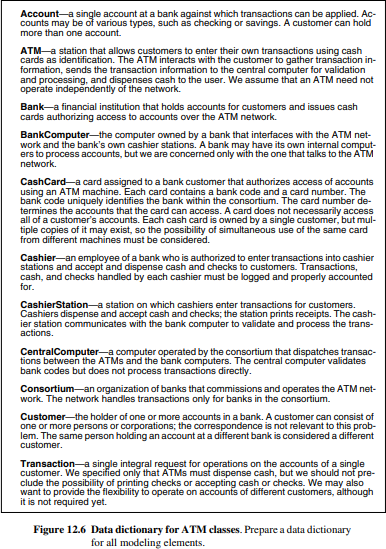 Account—a single account at a bank against which transactions can be applied. Ac-
counts may be of various types, such as checking or savings. A customer can hold
more than one account.
ATM—a station that allows customers to enter their own transactions using cash
cards as identification. The ATM interacts with the customer to gather transaction in-
formation, sends the transaction information to the central computer for validation
and processing, and dispenses cash to the user. We assume that an ATM need not
operate independently of the network.
Bank—a financial institution that holds accounts for customers and issues cash
cards authorizing access to accounts over the ATM network.
BankComputer—the computer owned by a bank that interfaces with the ATM net-
work and the bank's own cashier stations. A bank may have its own internal comput-
ers to process accounts, but we are concerned only with the one that talks to the ATM
network.
CashCard—a card assigned to a bank customer that authorizes access of accounts
using an ATM machine. Each card contains a bank code and a card number. The
bank code uniquely identifies the bank within the consortium. The card number de-
termines the accounts that the card can access. A card does not necessarily access
all of a customer's accounts. Each cash card is owned by a single customer, but mul-
tiple copies of it may exist, so the possibility of simultaneous use of the same card
from different machines must be considered.
Cashier—an employee of a bank who is authorized to enter transactions into cashier
stations and accept and dispense cash and checks to customers. Transactions,
cash, and checks handled by each cashier must be logged and properly accounted
for.
CashierStation—a station on which cashiers enter transactions for customers.
Cashiers dispense and accept cash and checks; the station prints receipts. The cash-
ier station communicates with the bank computer to validate and process the trans-
actions.
CentralComputer—a computer operated by the consortium that dispatches transac-
tions between the ATMs and the bank computers. The central computer validates
bank codes but does not process transactions directly.
Consortium—an organization of banks that commissions and operates the ATM net-
work. The network handles transactions only for banks in the consortium.
Customer—the holder of one or more accounts in a bank. A customer can consist of
one or more persons or corporations; the correspondence is not relevant to this prob-
lem. The same person holding an account at a different bank is considered a different
customer.
Transaction—a single integral request for operations on the accounts of a single
customer. We specified only that ATMs must dispense cash, but we should not pre-
clude the possibility of printing checks or accepting cash or checks. We may also
want to provide the flexibility to operate on accounts of different customers, although
it is not required yet.
Figure 12.6 Data dictionary for ATM classes. Prepare a data dictionary
for all modeling elements.